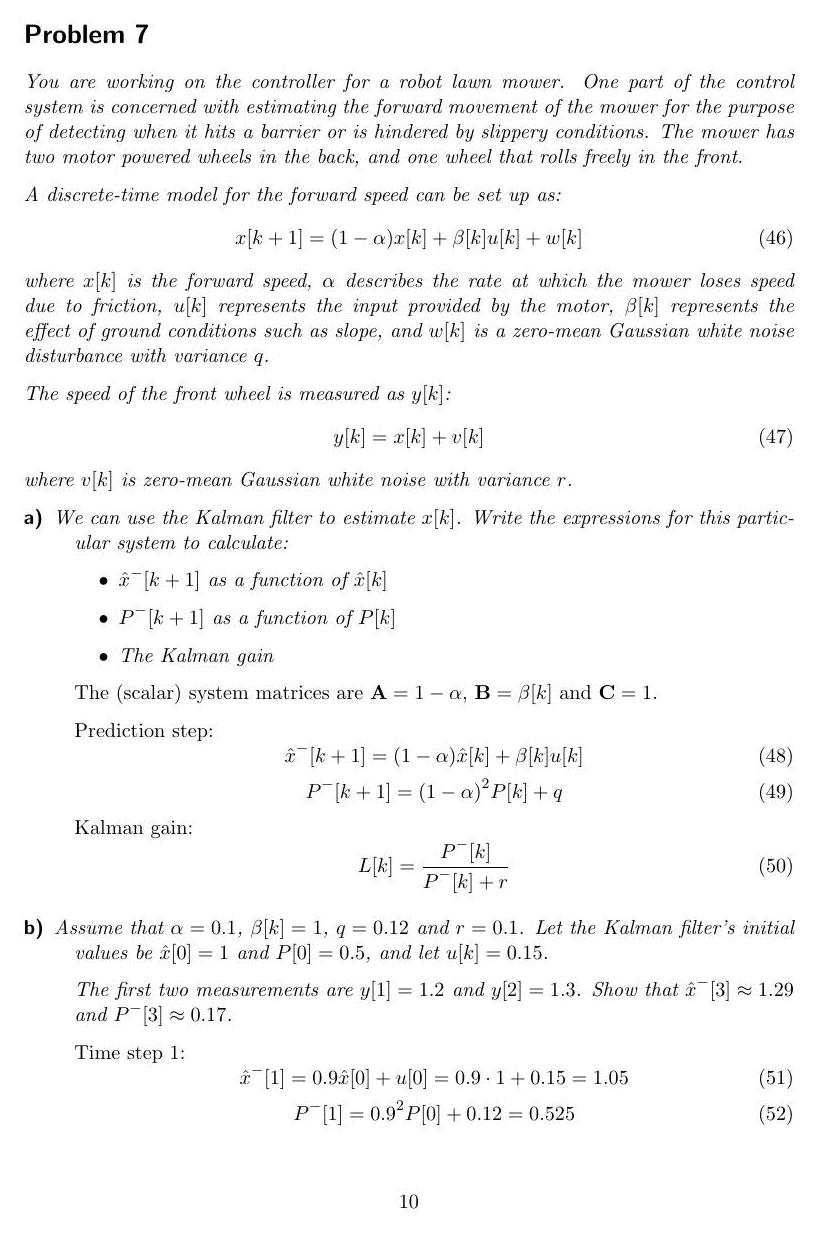 Problem 7
You are working on the controller for a robot lawn mower. One part of the control
system is concerned with estimating the forward movement of the mower for the purpose
of detecting when it hits a barrier or is hindered by slippery conditions. The mower has
two motor powered wheels in the back, and one wheel that rolls freely in the front.
A discrete-time model for the forward speed can be set up as:
x[k + 1] = (1 − α)x[k] + β[k]u[k] + w[k] (46)
where x[k] is the forward speed, α describes the rate at which the mower loses speed
due to friction, u[k] represents the input provided by the motor, β[k] represents the
effect of ground conditions such as slope, and w[k] is a zero-mean Gaussian white noise
disturbance with variance q.
The speed of the front wheel is measured as y[k]:
y[k] = x[k] + v[k] (47)
where v[k] is zero-mean Gaussian white noise with variance r.
a) We can use the Kalman filter to estimate x[k]. Write the expressions for this partic-
ular system to calculate:
• x̂⁻[k + 1] as a function of x̂[k]
• P⁻[k + 1] as a function of P[k]
• The Kalman gain
The (scalar) system matrices are A = 1 − α, B = β[k] and C = 1.
Prediction step:
x̂⁻[k + 1] = (1 − α)x̂[k] + β[k]u[k] (48)
P⁻[k + 1] = (1 − α)²P[k] + q (49)
Kalman gain:
L[k] = P⁻[k] / (P⁻[k] + r) (50)
b) Assume that α = 0.1, β[k] = 1, q = 0.12 and r = 0.1. Let the Kalman filter's initial
values be x̂[0] = 1 and P[0] = 0.5, and let u[k] = 0.15.
The first two measurements are y[1] = 1.2 and y[2] = 1.3. Show that x̂⁻[3] ≈ 1.29
and P⁻[3] ≈ 0.17.
Time step 1:
x̂⁻[1] = 0.9x̂[0] + u[0] = 0.9 · 1 + 0.15 = 1.05 (51)
P⁻[1] = 0.9²P[0] + 0.12 = 0.525 (52)
10